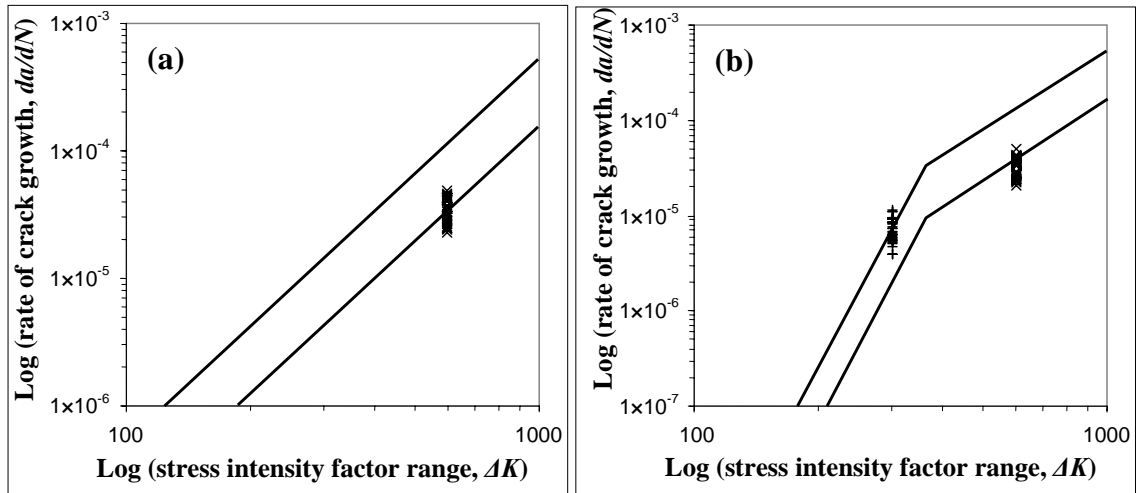 (a)
Log (rate of crack growth, da/dN)
1×10-3
1×10-4
1×10-5
1×10-6
100
1000
Log (stress intensity factor range, ΔK)
(b)
Log (rate of crack growth, da/dN)
1×10-3
1×10-4
1×10-5
1×10-6
1×10-7
100
1000
Log (stress intensity factor range, ΔK)